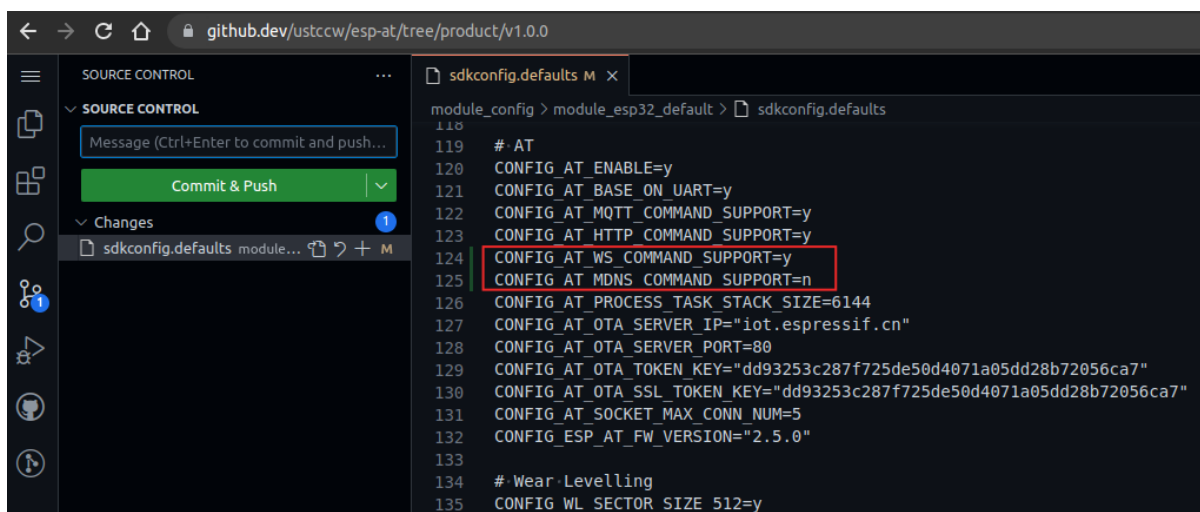 github.dev/ustccw/esp-at/tree/product/v1.0.0
SOURCE CONTROL
SOURCE CONTROL
Message (Ctrl+Enter to commit and push...
Commit & Push
Changes 1
sdkconfig.defaults module... M
1
sdkconfig.defaults M
module_config > module_esp32_default > sdkconfig.defaults
118
119 # AT
120 CONFIG_AT_ENABLE=y
121 CONFIG_AT_BASE_ON_UART=y
122 CONFIG_AT_MQTT_COMMAND_SUPPORT=y
123 CONFIG_AT_HTTP_COMMAND_SUPPORT=y
124 CONFIG_AT_WS_COMMAND_SUPPORT=y
125 CONFIG_AT_MDNS_COMMAND_SUPPORT=n
126 CONFIG_AT_PROCESS_TASK_STACK_SIZE=6144
127 CONFIG_AT_OTA_SERVER_IP="iot.espressif.cn"
128 CONFIG_AT_OTA_SERVER_PORT=80
129 CONFIG_AT_OTA_TOKEN_KEY="dd93253c287f725de50d4071a05dd28b72056ca7"
130 CONFIG_AT_OTA_SSL_TOKEN_KEY="dd93253c287f725de50d4071a05dd28b72056ca7"
131 CONFIG_AT_SOCKET_MAX_CONN_NUM=5
132 CONFIG_ESP_AT_FW_VERSION="2.5.0"
133
134 # Wear Levelling
135 CONFIG_WL_SECTOR_SIZE_512=y